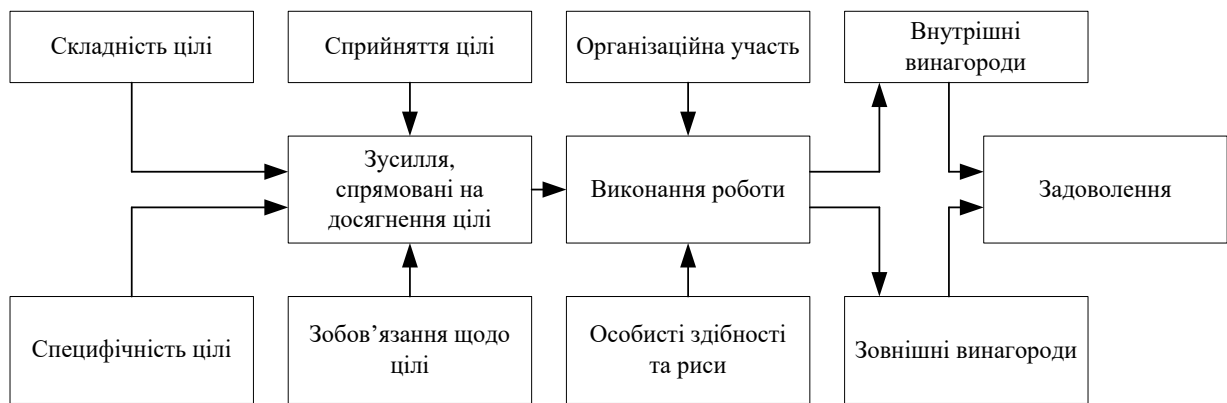 Складність цілі
Сприйняття цілі
Організаційна участь
Внутрішні
винагороди
Зусилля,
спрямовані на
досягнення цілі
Виконання роботи
Задоволення
Специфічність цілі
Зобов’язання щодо
цілі
Особисті здібності
та риси
Зовнішні винагороди